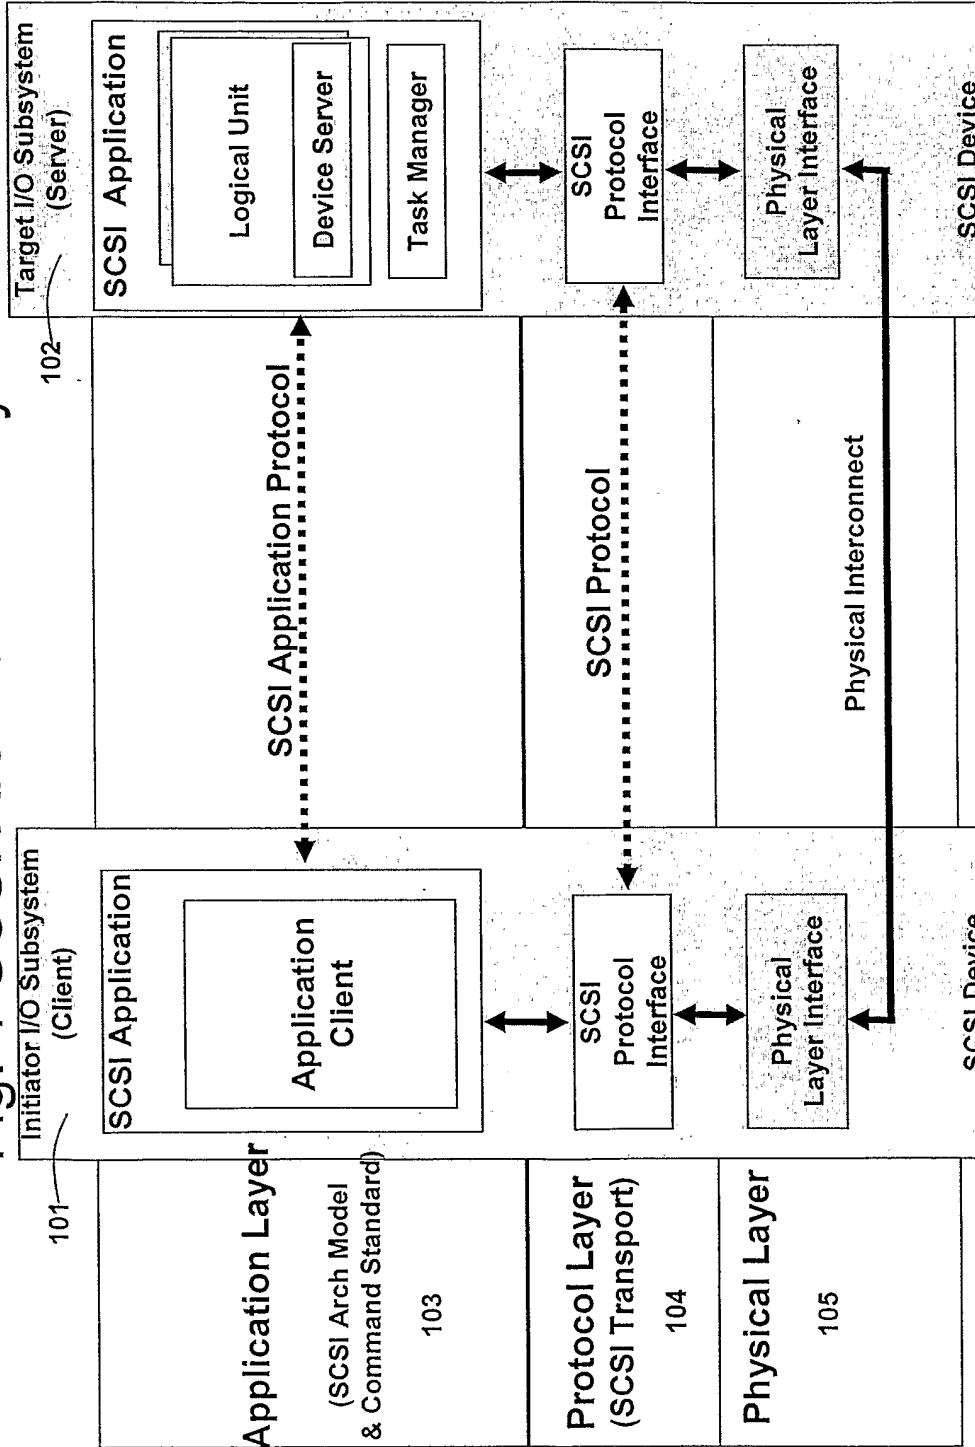 Initiator I/O Subsystem
(Client)
101
Target I/O Subsystem
(Server)
102
Application Layer
(SCSI Arch Model
& Command Standard)
103
SCSI Application
Application
Client
SCSI Application Protocol
SCSI Application
Logical Unit
Device Server
Task Manager
Protocol Layer
(SCSI Transport)
104
SCSI
Protocol
Interface
SCSI Protocol
SCSI
Protocol
Interface
Physical Layer
105
Physical
Layer Interface
Physical Interconnect
Physical
Layer Interface
SCSI Device
SCSI Device